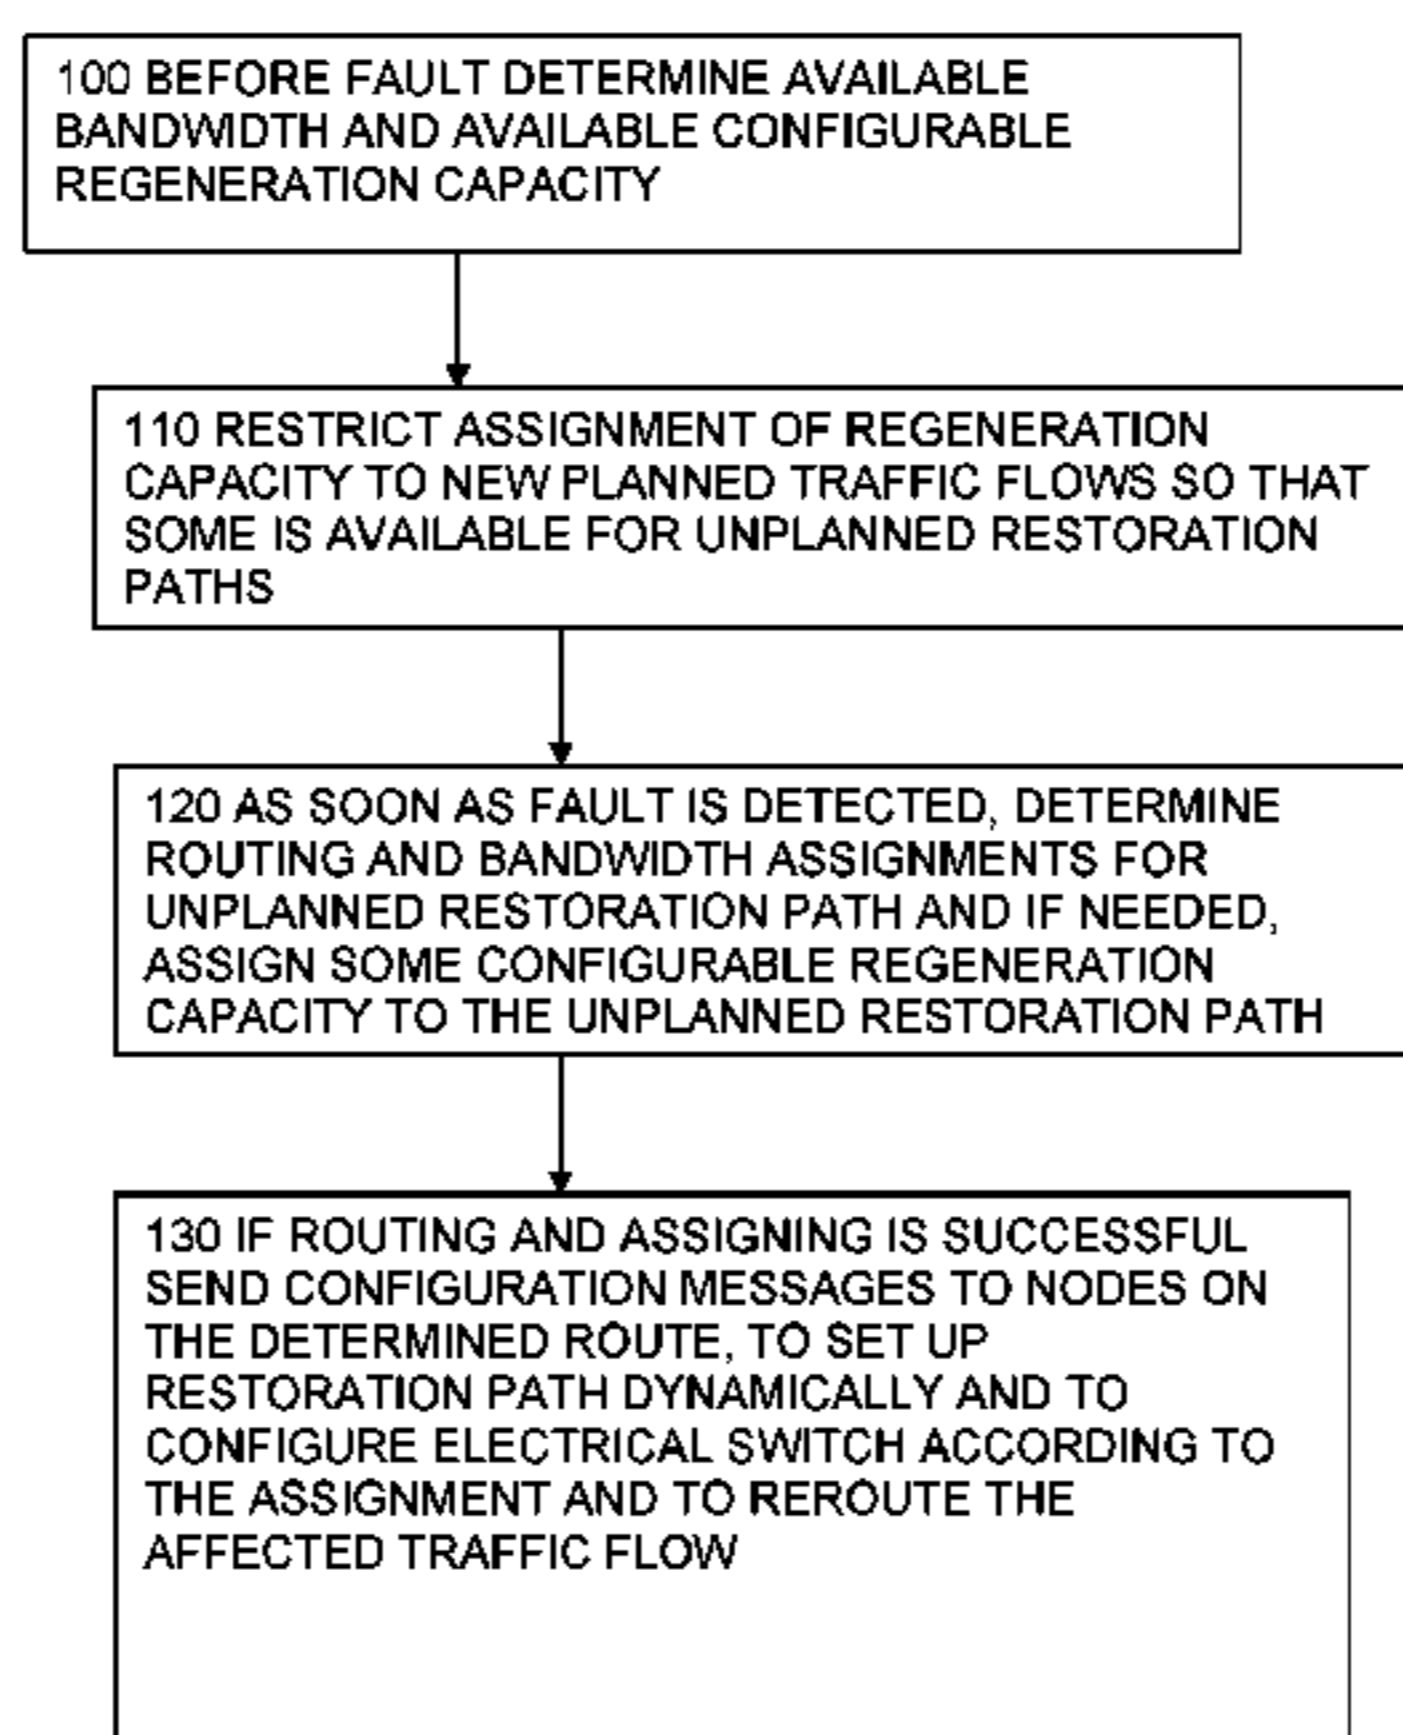 100 BEFORE FAULT DETERMINE AVAILABLE
BANDWIDTH AND AVAILABLE CONFIGURABLE
REGENERATION CAPACITY
110 RESTRICT ASSIGNMENT OF REGENERATION
CAPACITY TO NEW PLANNED TRAFFIC FLOWS SO THAT
SOME IS AVAILABLE FOR UNPLANNED RESTORATION
PATHS
120 AS SOON AS FAULT IS DETECTED, DETERMINE
ROUTING AND BANDWIDTH ASSIGNMENTS FOR
UNPLANNED RESTORATION PATH AND IF NEEDED,
ASSIGN SOME CONFIGURABLE REGENERATION
CAPACITY TO THE UNPLANNED RESTORATION PATH
130 IF ROUTING AND ASSIGNING IS SUCCESSFUL
SEND CONFIGURATION MESSAGES TO NODES ON
THE DETERMINED ROUTE, TO SET UP
RESTORATION PATH DYNAMICALLY AND TO
CONFIGURE ELECTRICAL SWITCH ACCORDING TO
THE ASSIGNMENT AND TO REROUTE THE
AFFECTED TRAFFIC FLOW